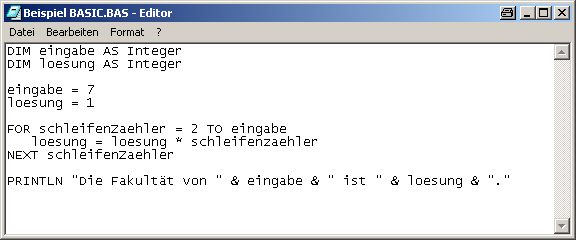 Beispiel BASIC.BAS - Editor
Datei Bearbeiten Format ?
DIM eingabe AS Integer
DIM loesung AS Integer
eingabe = 7
loesung = 1
FOR schleifenZaehler = 2 TO eingabe
loesung = loesung * schleifenzaehler
NEXT schleifenZaehler
PRINTLN "Die Fakultät von " & eingabe & " ist " & loesung & "."